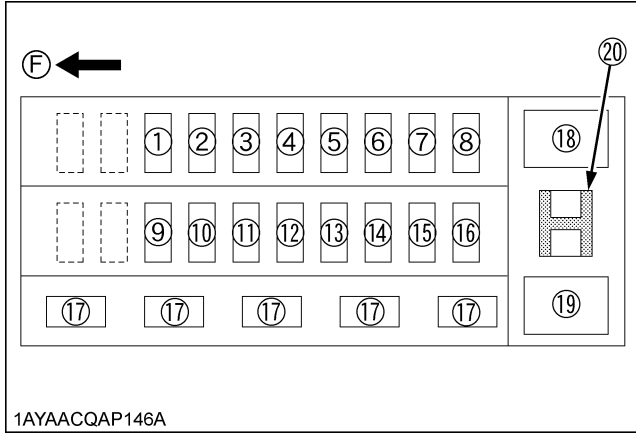 Ⓕ
⑳
① ② ③ ④ ⑤ ⑥ ⑦ ⑧ ⑱
⑨ ⑩ ⑪ ⑫ ⑬ ⑭ ⑮ ⑯
⑰ ⑰ ⑰ ⑰ ⑰ ⑲
1AYAACQAP146A